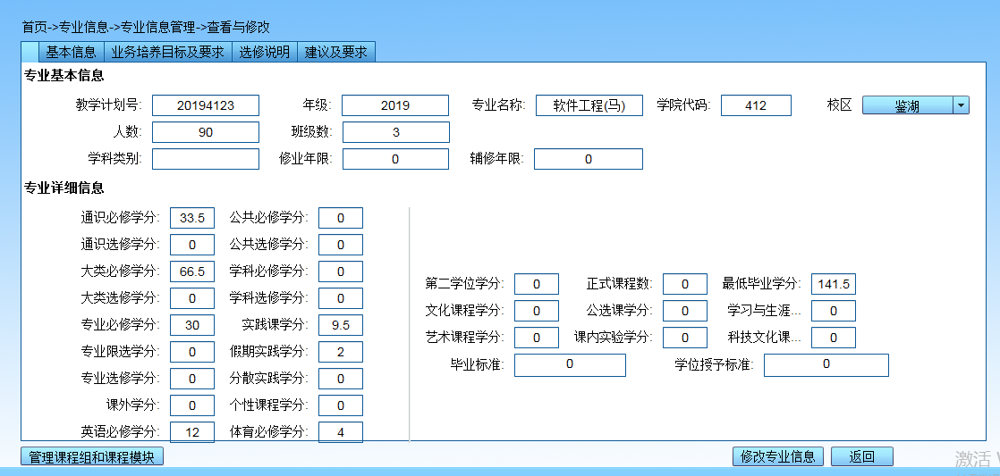 首页->专业信息->专业信息管理->查看与修改
基本信息 业务培养目标及要求 选修说明 建议及要求
专业基本信息
教学计划号: 20194123 年级: 2019 专业名称: 软件工程(马) 学院代码: 412 校区 鉴湖
人数: 90 班级数: 3
学科类别: 修业年限: 0 辅修年限: 0
专业详细信息
通识必修学分: 33.5 公共必修学分: 0
通识选修学分: 0 公共选修学分: 0
大类必修学分: 66.5 学科必修学分: 0
大类选修学分: 0 学科选修学分: 0
专业必修学分: 30 实践课学分: 9.5
专业限选学分: 0 假期实践学分: 2
专业选修学分: 0 分散实践学分: 0
课外学分: 0 个性课程学分: 0
英语必修学分: 12 体育必修学分: 4
第二学位学分: 0 正式课程数: 0 最低毕业学分: 141.5
文化课程学分: 0 公选课学分: 0 学习与生涯... 0
艺术课程学分: 0 课内实验学分: 0 科技文化课... 0
毕业标准: 0 学位授予标准: 0
管理课程组和课程模块 修改专业信息 返回
激活